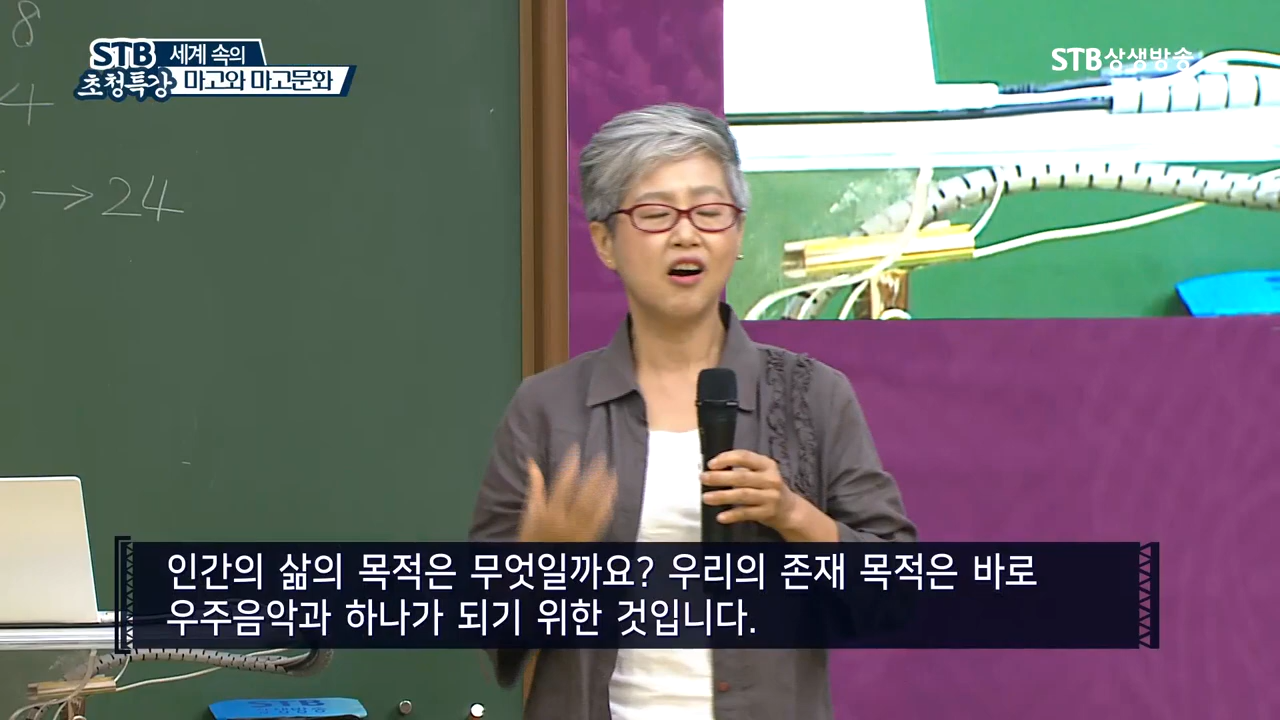 8
4
→24
STB 세계 속의
초청특강 마고와 마고문화
STB상생방송
인간의 삶의 목적은 무엇일까요? 우리의 존재 목적은 바로
우주음악과 하나가 되기 위한 것입니다.
STB